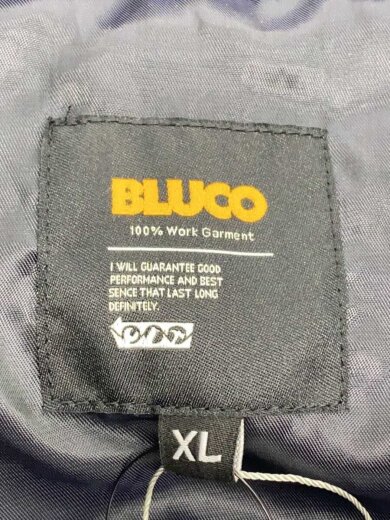 BLUCO
100% Work Garment
I WILL GUARANTEE GOOD
PERFORMANCE AND BEST
SENCE THAT LAST LONG
DEFINITELY.
XL